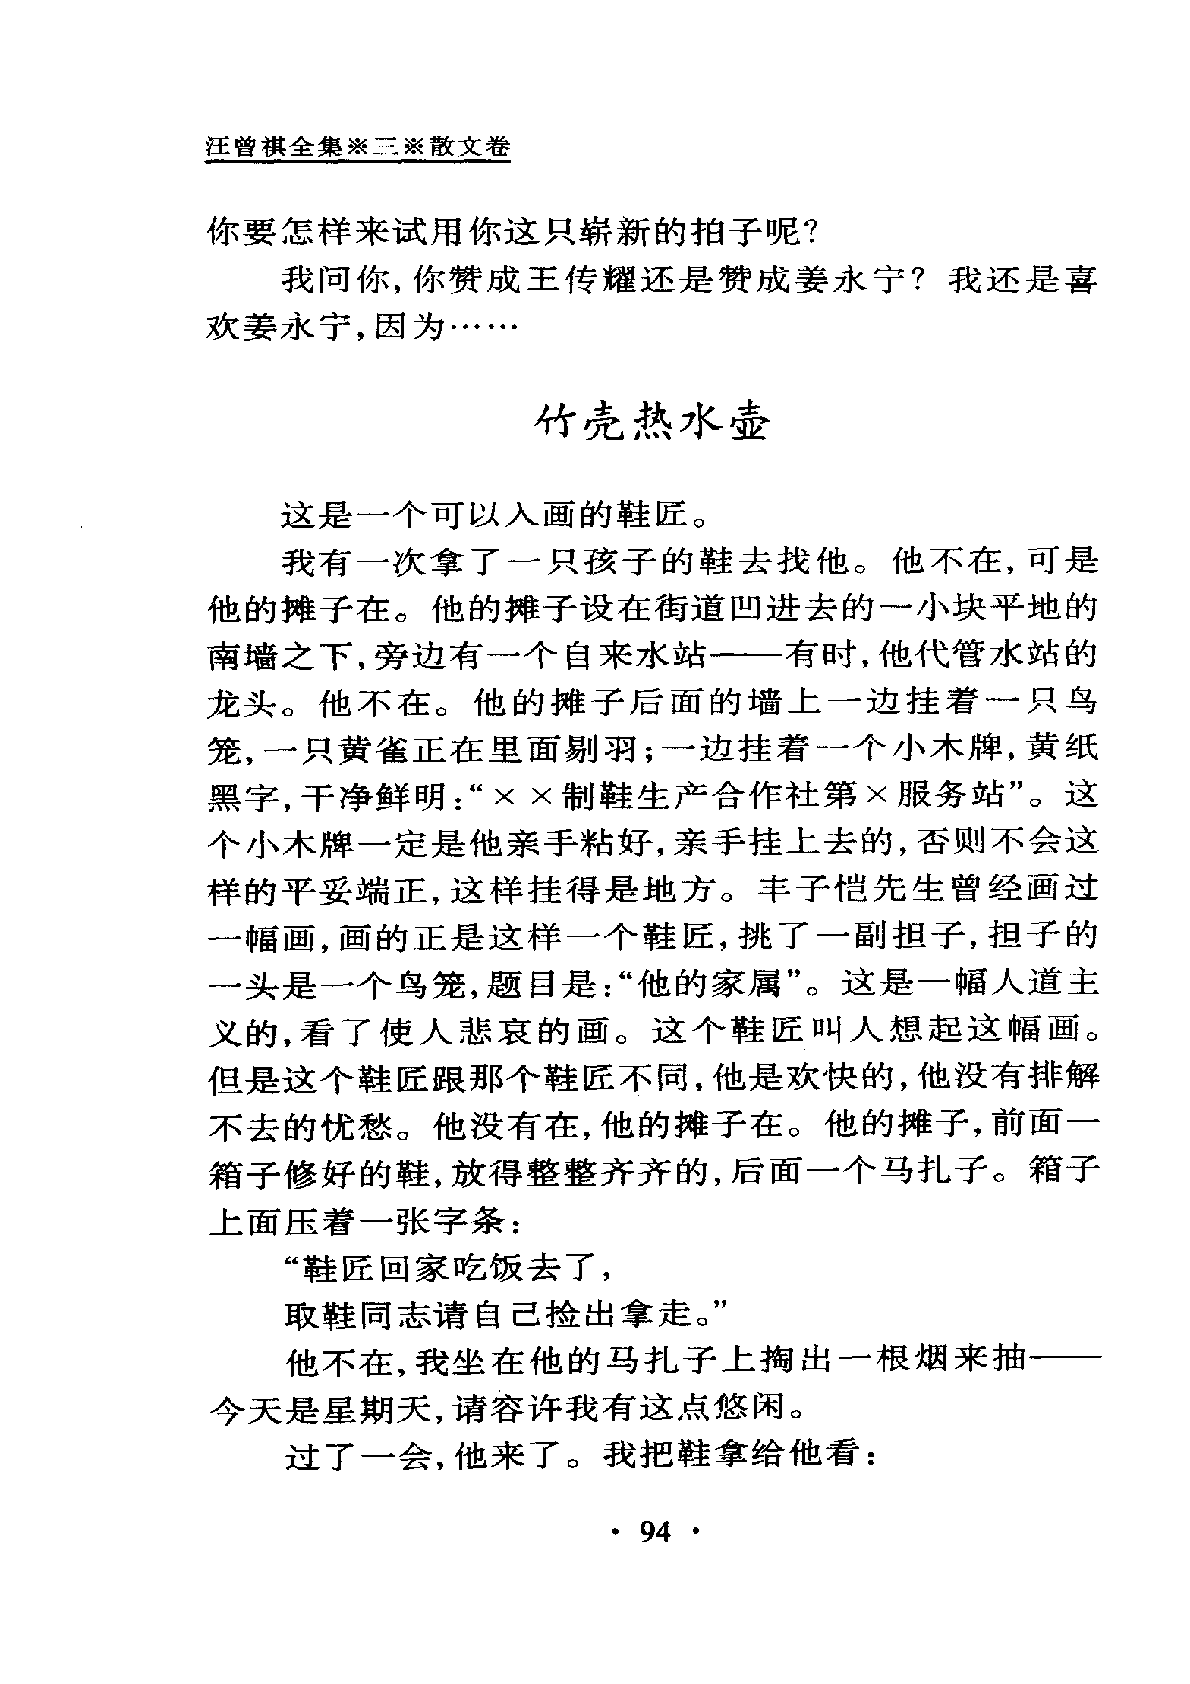 汪曾祺全集※三※散文卷
你要怎样来试用你这只崭新的拍子呢？
我问你，你赞成王传耀还是赞成姜永宁？我还是喜
欢姜永宁，因为……
竹壳热水壶
这是一个可以入画的鞋匠。
我有一次拿了一只孩子的鞋去找他。他不在，可是
他的摊子在。他的摊子设在街道凹进去的一小块平地的
南墙之下，旁边有一个自来水站——有时，他代管水站的
龙头。他不在。他的摊子后面的墙上一边挂着一只鸟
笼，一只黄雀正在里面剔羽；一边挂着一个小木牌，黄纸
黑字，干净鲜明：“××制鞋生产合作社第×服务站”。这
个小木牌一定是他亲手粘好，亲手挂上去的，否则不会这
样的平妥端正，这样挂得是地方。丰子恺先生曾经画过
一幅画，画的正是这样一个鞋匠，挑了一副担子，担子的
一头是一个鸟笼，题目是：“他的家属”。这是一幅人道主
义的，看了使人悲哀的画。这个鞋匠叫人想起这幅画。
但是这个鞋匠跟那个鞋匠不同，他是欢快的，他没有排解
不去的忧愁。他没有在，他的摊子在。他的摊子，前面一
箱子修好的鞋，放得整整齐齐的，后面一个马扎子。箱子
上面压着一张字条：
“鞋匠回家吃饭去了，
取鞋同志请自己捡出拿走。”
他不在，我坐在他的马扎子上掏出一根烟来抽——
今天是星期天，请容许我有这点悠闲。
过了一会，他来了。我把鞋拿给他看：
· 94 ·